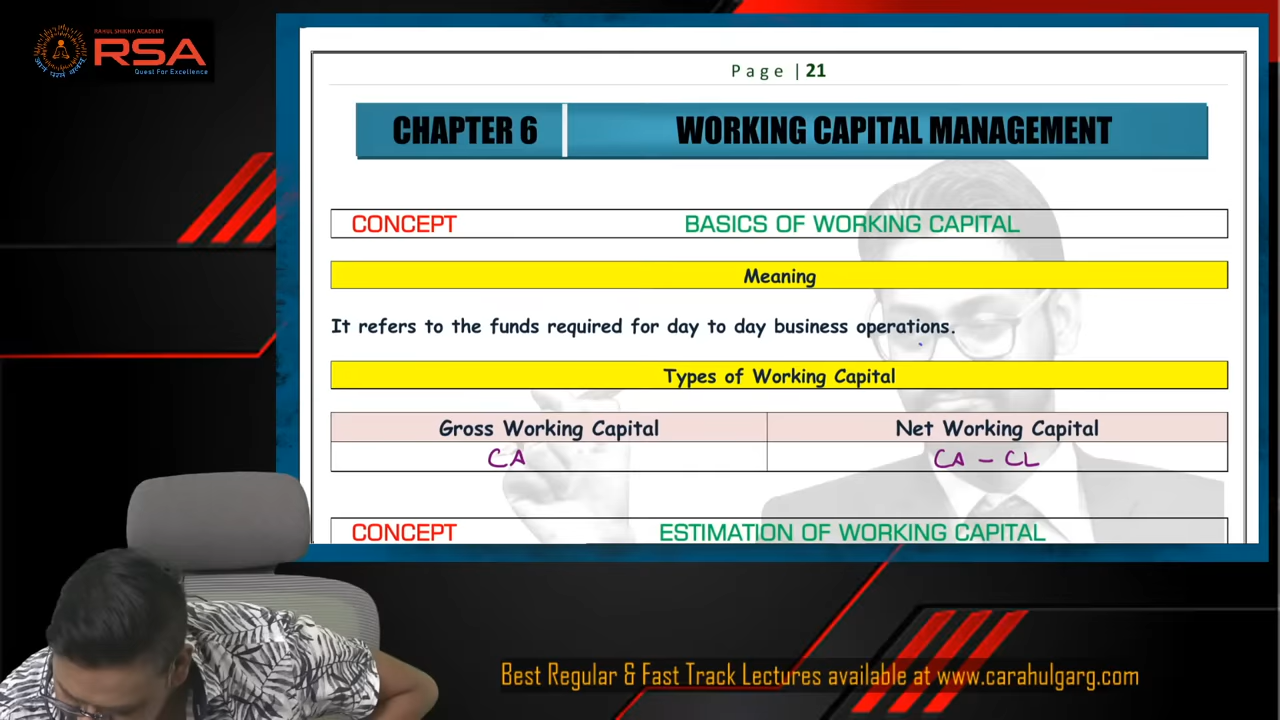 RAHUL SHIKHA ACADEMY
RSA
Quest For Excellence
Page | 21
CHAPTER 6 WORKING CAPITAL MANAGEMENT
CONCEPT BASICS OF WORKING CAPITAL
Meaning
It refers to the funds required for day to day business operations.
Types of Working Capital
Gross Working Capital Net Working Capital
CA CA - CL
CONCEPT ESTIMATION OF WORKING CAPITAL
Best Regular & Fast Track Lectures available at www.carahulgarg.com